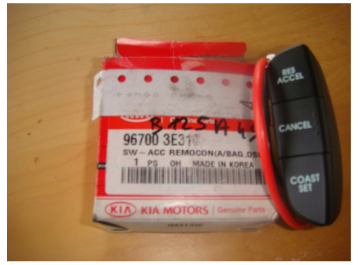 RES
ACCEL
CANCEL
COAST
SET
96700 3E31
SW-ACC REMOCON(A/BAG
1 PS OH MADE IN KOREA
KIA KIA MOTORS Genuine Parts